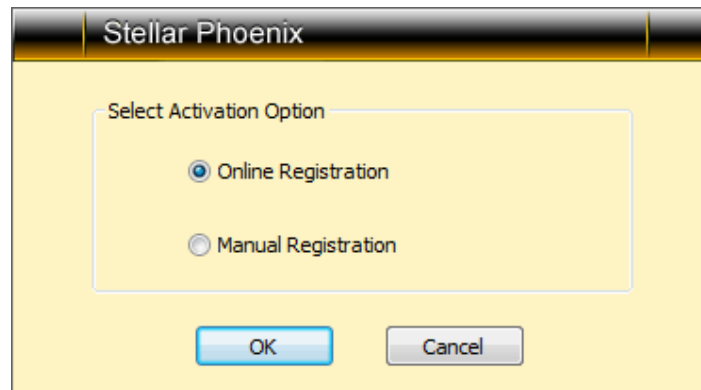 Stellar Phoenix
Select Activation Option
Online Registration
Manual Registration
OK Cancel